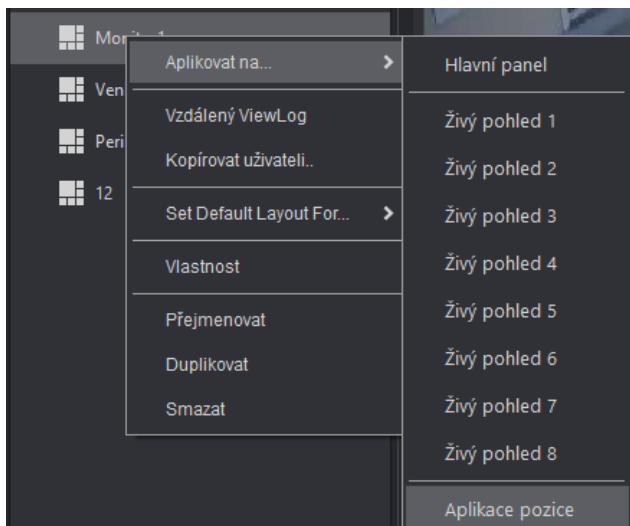 Aplikovat na...
Vzdálený ViewLog
Kopírovat uživateli..
Set Default Layout For...
Vlastnost
Přejmenovat
Duplikovat
Smazat
Hlavní panel
Živý pohled 1
Živý pohled 2
Živý pohled 3
Živý pohled 4
Živý pohled 5
Živý pohled 6
Živý pohled 7
Živý pohled 8
Aplikace pozice
12